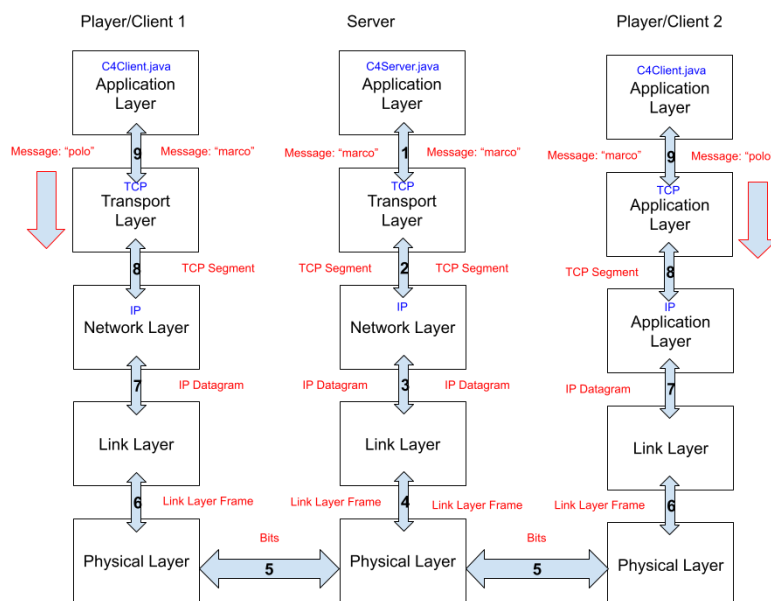 Player/Client 1
Server
Player/Client 2
C4Client.java
Application
Layer
C4Server.java
Application
Layer
C4Client.java
Application
Layer
Message: “polo”
9
Message: “marco”
Message: “marco”
1
Message: “marco”
Message: “marco”
9
Message: “polo”
TCP
Transport
Layer
TCP
Transport
Layer
TCP
Application
Layer
8
TCP Segment
TCP Segment
2
TCP Segment
TCP Segment
8
IP
Network Layer
IP
Network Layer
IP
Application
Layer
7
IP Datagram
IP Datagram
3
IP Datagram
IP Datagram
7
Link Layer
Link Layer
Link Layer
6
Link Layer Frame
Link Layer Frame
4
Link Layer Frame
Link Layer Frame
6
Physical Layer
Bits
5
Physical Layer
Bits
5
Physical Layer